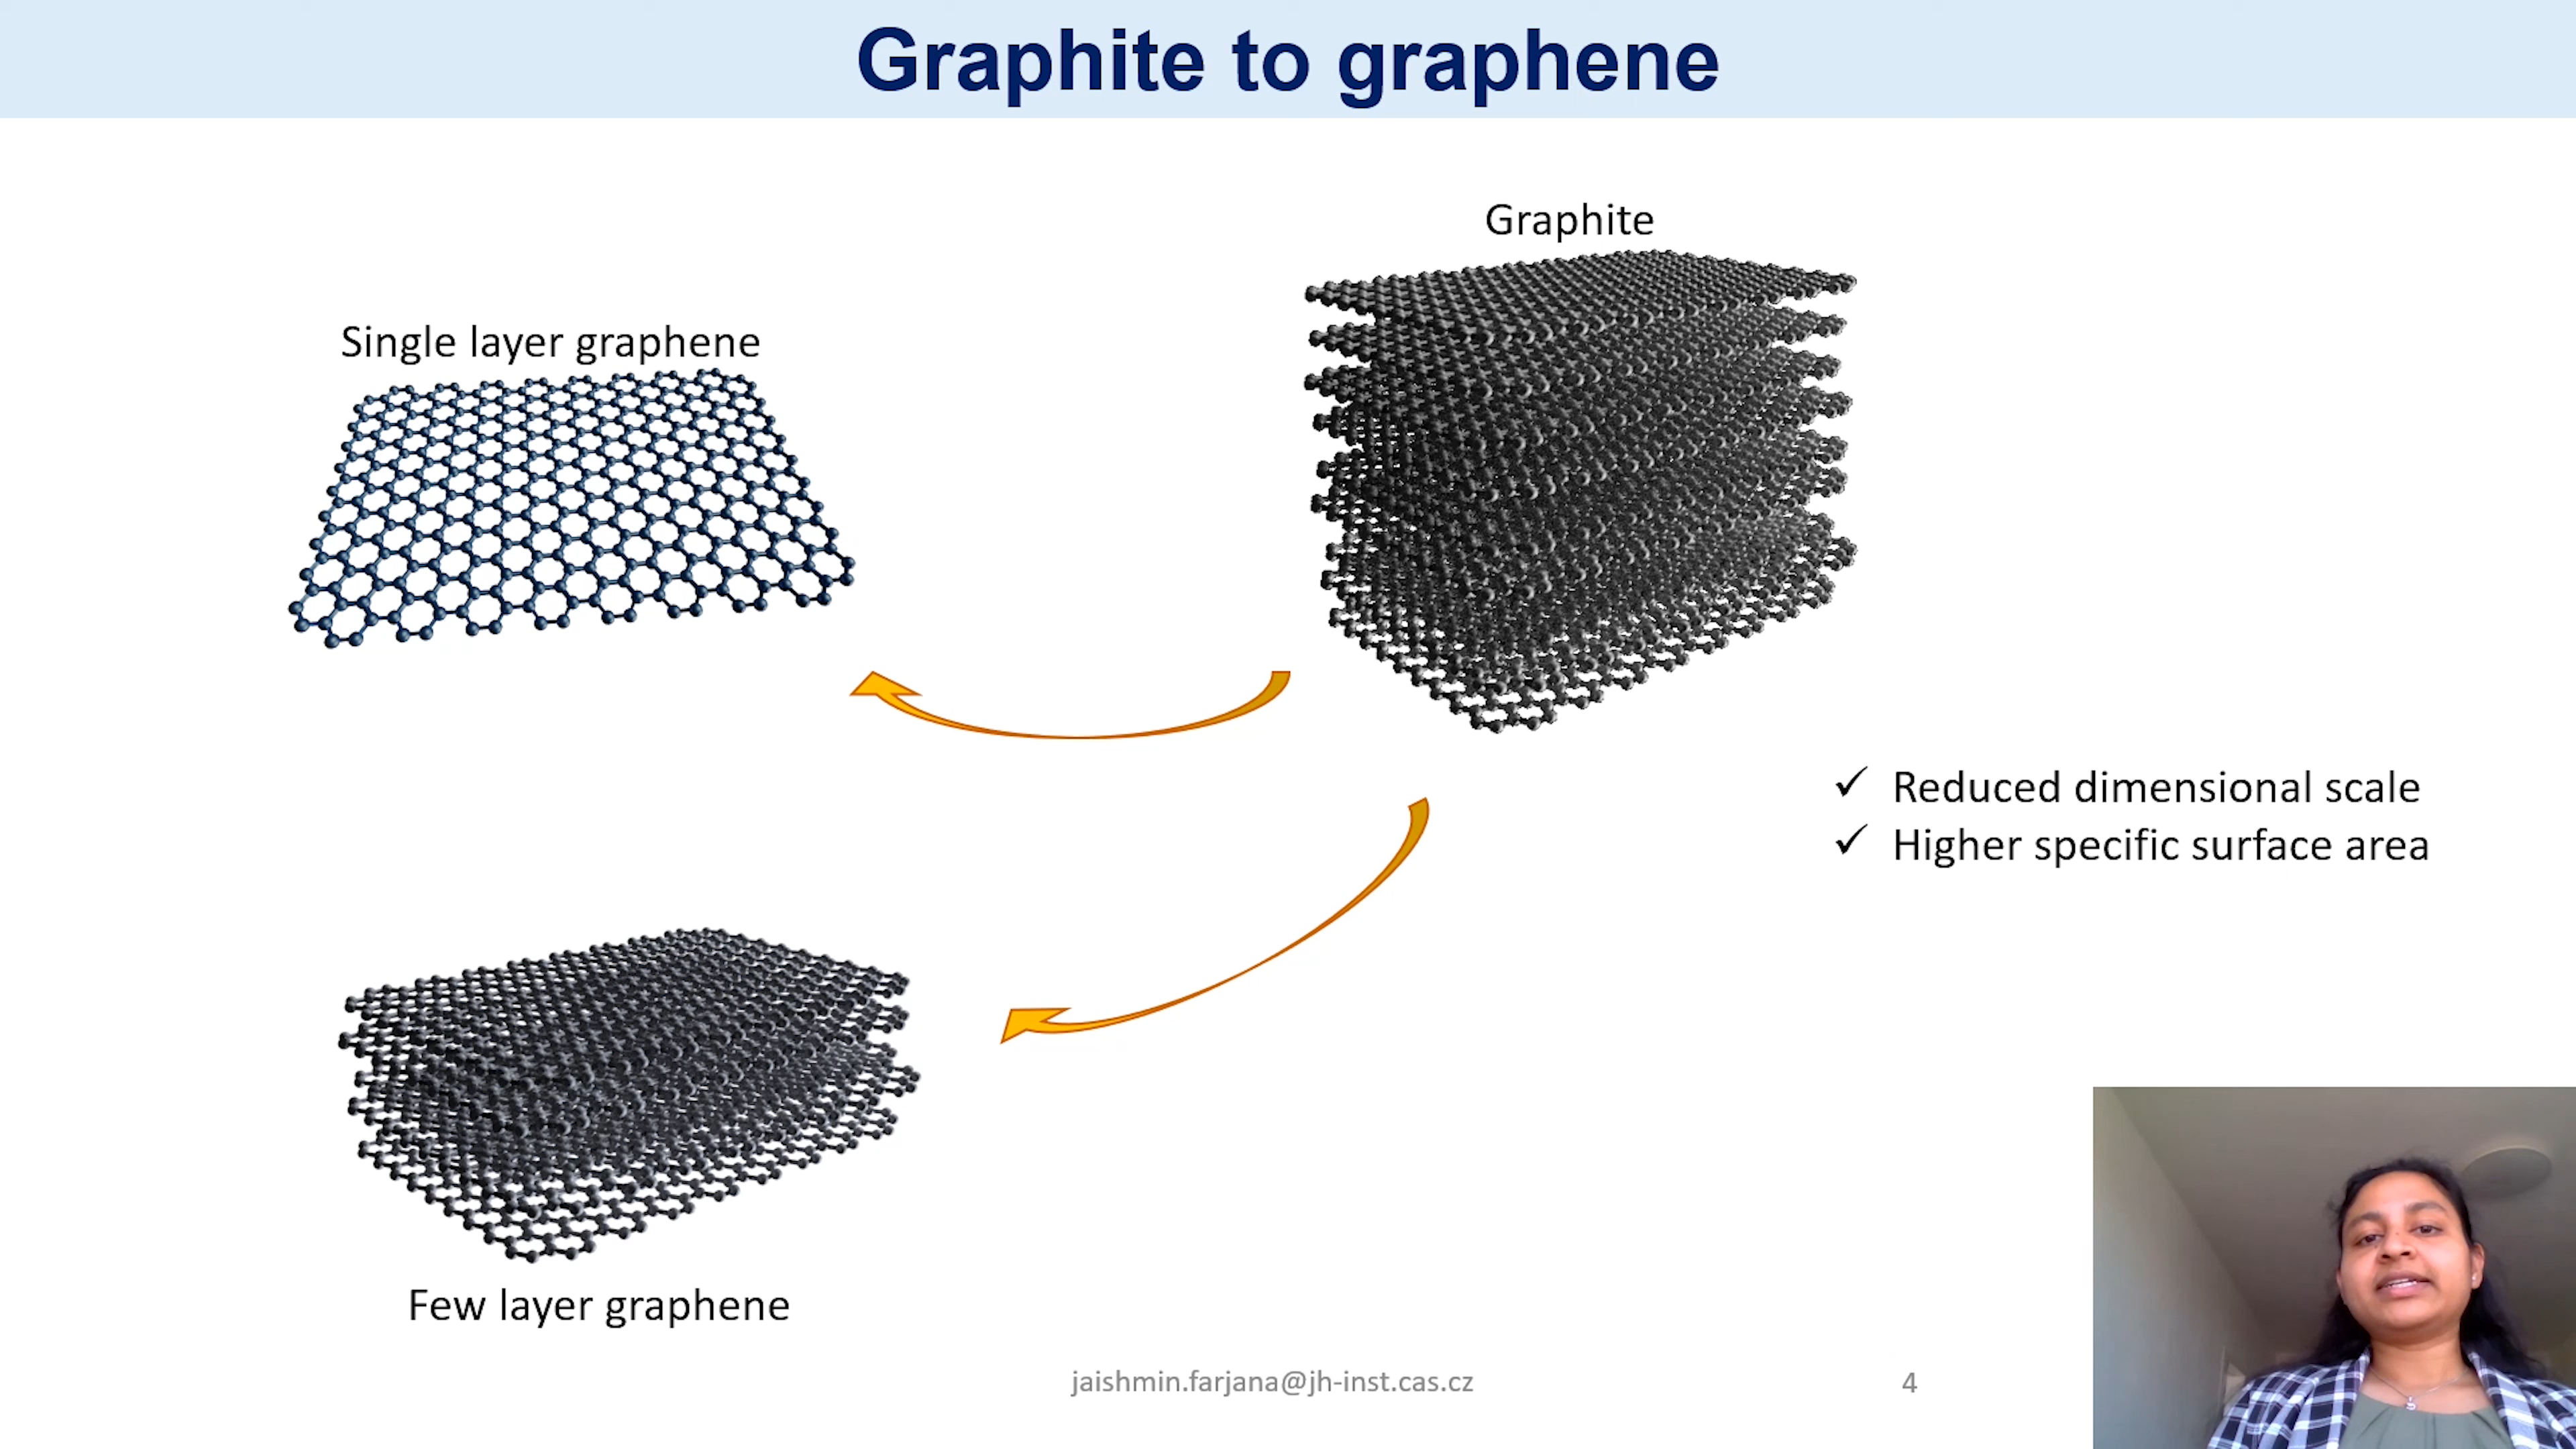 Graphite to graphene
Graphite
Single layer graphene
✓ Reduced dimensional scale
✓ Higher specific surface area
Few layer graphene
jaishmin.farjana@jh-inst.cas.cz
4